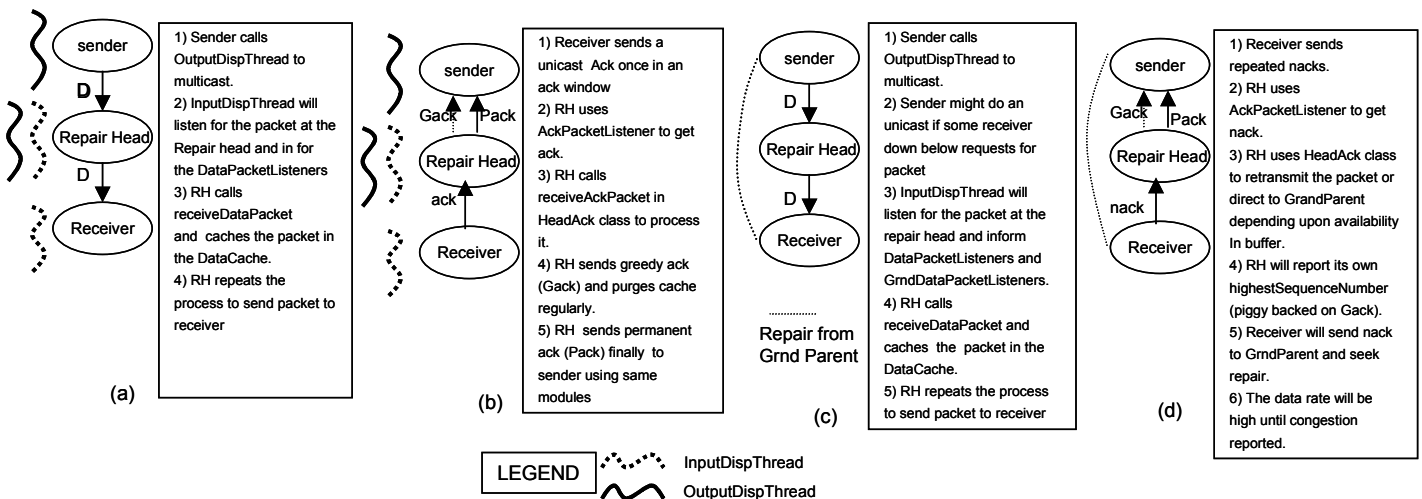 sender
D
Repair Head
D
Receiver
(a)
1) Sender calls
OutputDispThread to
multicast.
2) InputDispThread will
listen for the packet at the
Repair head and in for
the DataPacketListeners
3) RH calls
receiveDataPacket
and caches the packet in
the DataCache.
4) RH repeats the
process to send packet to
receiver
sender
Gack
Pack
Repair Head
ack
Receiver
(b)
1) Receiver sends a
unicast Ack once in an
ack window
2) RH uses
AckPacketListener to get
ack.
3) RH calls
receiveAckPacket in
HeadAck class to process
it.
4) RH sends greedy ack
(Gack) and purges cache
regularly.
5) RH sends permanent
ack (Pack) finally to
sender using same
modules
sender
D
Repair Head
D
Receiver
Repair from
Grnd Parent
(c)
1) Sender calls
OutputDispThread to
multicast.
2) Sender might do an
unicast if some receiver
down below requests for
packet
3) InputDispThread will
listen for the packet at the
repair head and inform
DataPacketListeners and
GrndDataPacketListeners.
4) RH calls
receiveDataPacket and
caches the packet in the
DataCache.
5) RH repeats the process
to send packet to receiver
sender
Gack
Pack
Repair Head
nack
Receiver
(d)
1) Receiver sends
repeated nacks.
2) RH uses
AckPacketListener to get
nack.
3) RH uses HeadAck class
to retransmit the packet or
direct to GrandParent
depending upon availability
In buffer.
4) RH will report its own
highestSequenceNumber
(piggy backed on Gack).
5) Receiver will send nack
to GrndParent and seek
repair.
6) The data rate will be
high until congestion
reported.
LEGEND
InputDispThread
OutputDispThread